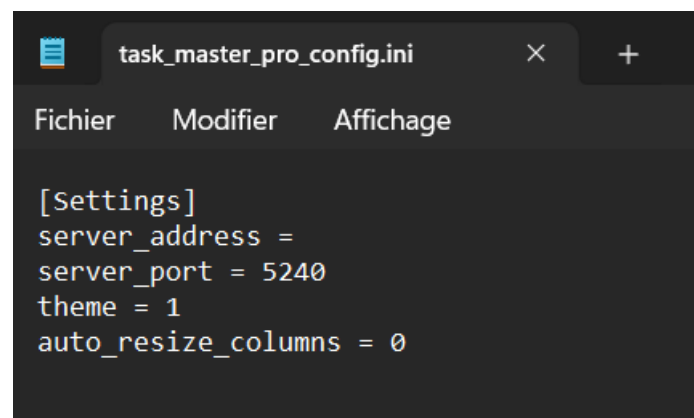 task_master_pro_config.ini
Fichier Modifier Affichage
[Settings]
server_address =
server_port = 5240
theme = 1
auto_resize_columns = 0